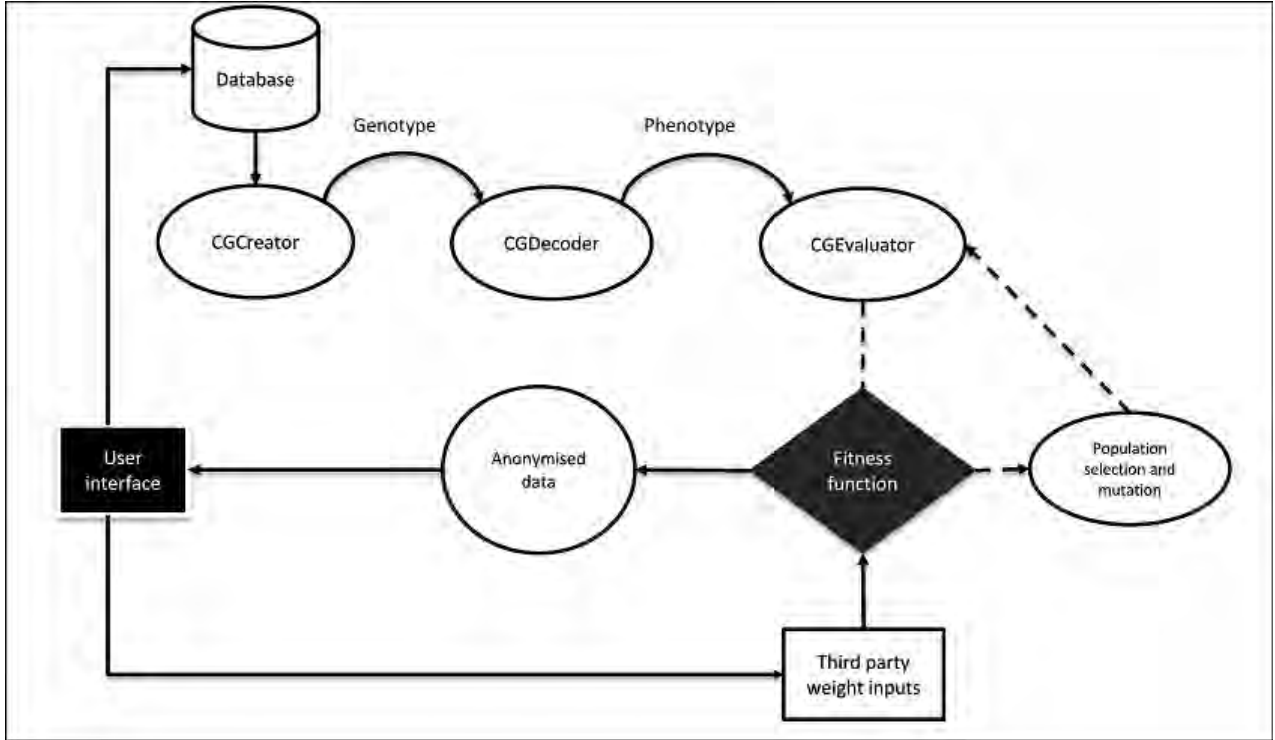 Database
Genotype
Phenotype
CGCreator
CGDecoder
CGEvaluator
User
interface
Anonymised
data
Fitness
function
Population
selection and
mutation
Third party
weight inputs